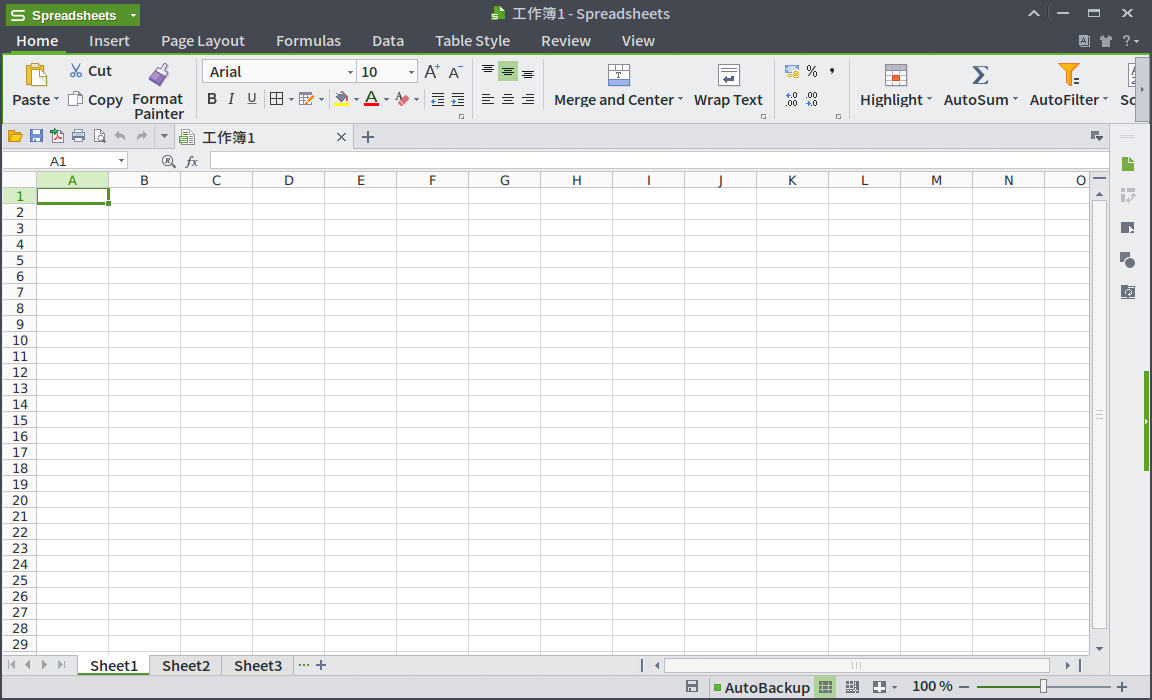 Spreadsheets
工作簿1 - Spreadsheets
Home Insert Page Layout Formulas Data Table Style Review View
Paste Cut Copy Format Painter
Arial 10
B I U
Merge and Center Wrap Text
Highlight AutoSum AutoFilter So
工作簿1
A1 fx
A B C D E F G H I J K L M N O
1
2
3
4
5
6
7
8
9
10
11
12
13
14
15
16
17
18
19
20
21
22
23
24
25
26
27
28
29
Sheet1 Sheet2 Sheet3 ··· +
AutoBackup 100 %